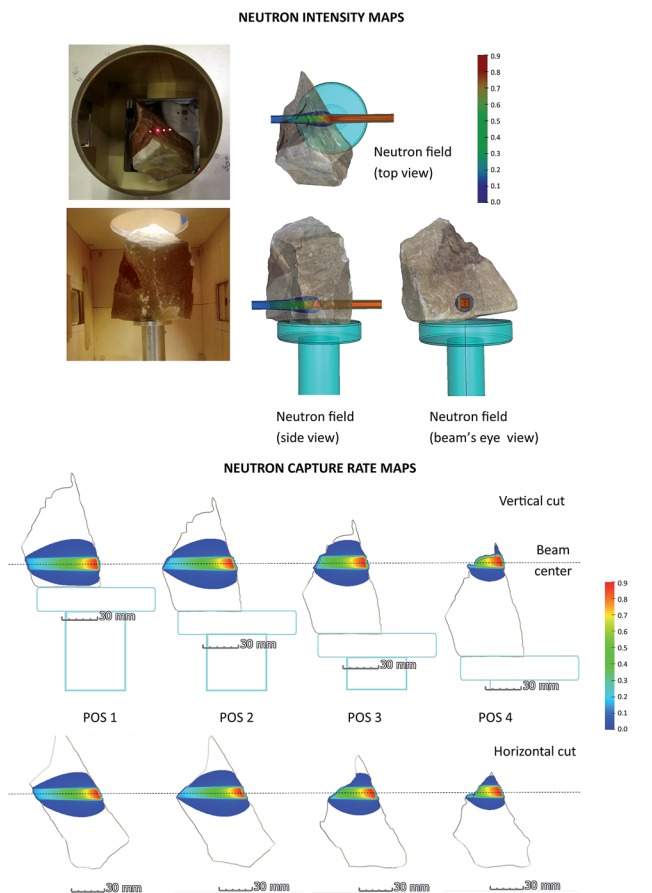 NEUTRON INTENSITY MAPS
0.9
0.8
0.7
0.6
0.5
0.4
0.3
0.2
0.1
0.0
Neutron field
(top view)
Neutron field
(side view)
Neutron field
(beam's eye view)
NEUTRON CAPTURE RATE MAPS
Vertical cut
Beam
center
30 mm
30 mm
30 mm
30 mm
0.9
0.8
0.7
0.6
0.5
0.4
0.3
0.2
0.1
0.0
POS 1
POS 2
POS 3
POS 4
Horizontal cut
30 mm
30 mm
30 mm
30 mm